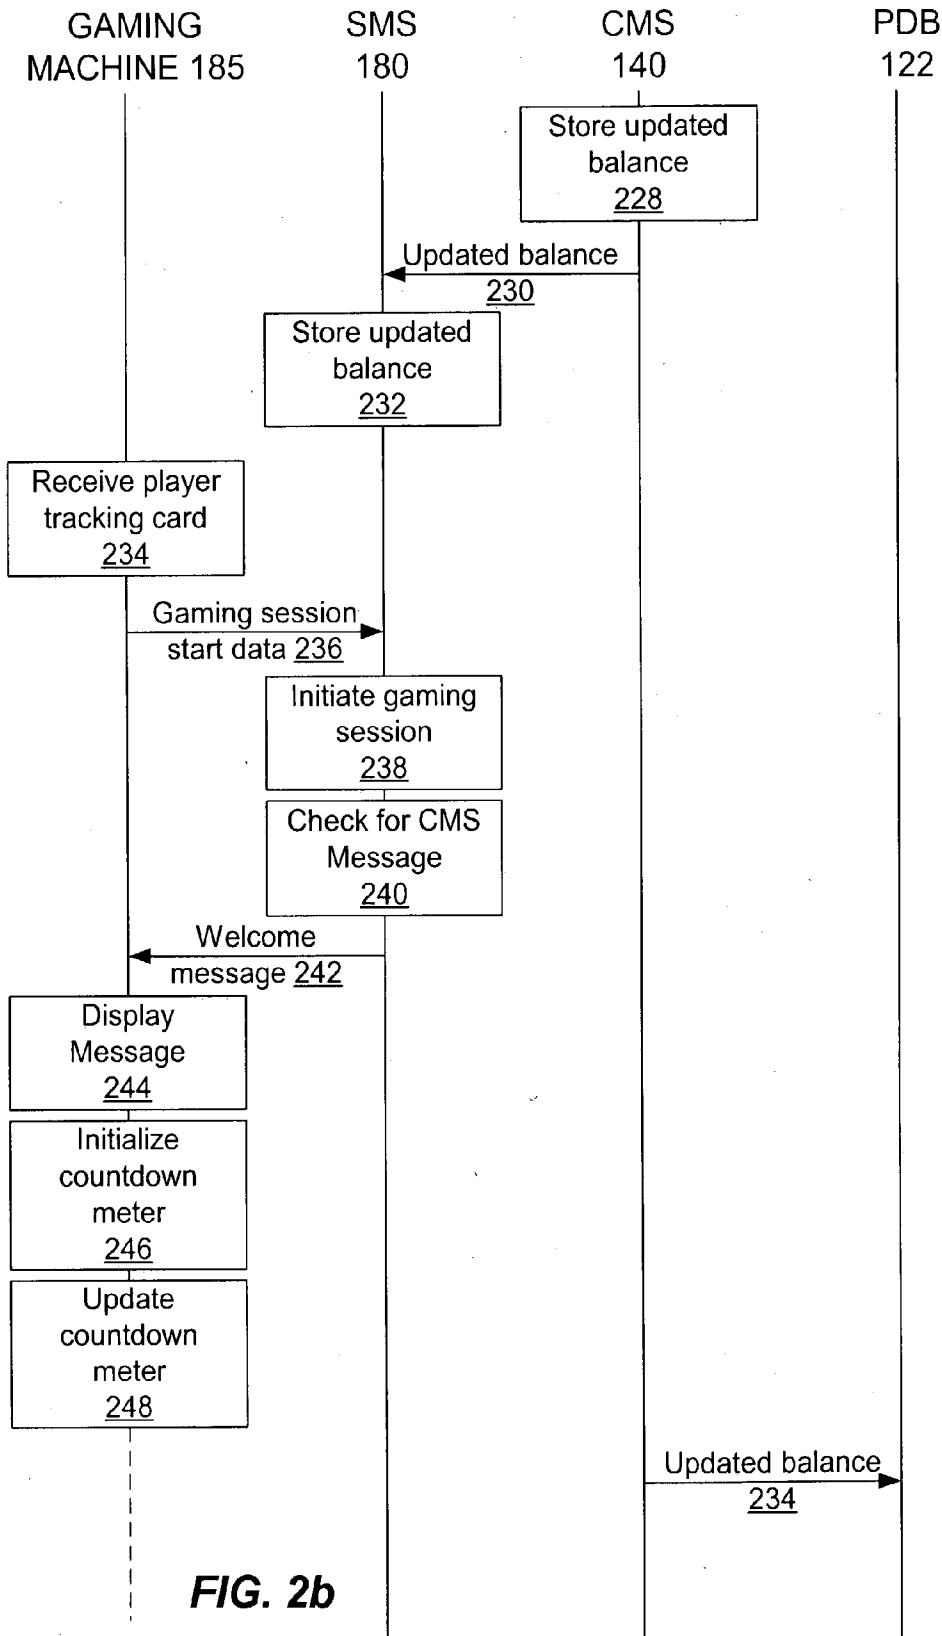 GAMING
MACHINE 185
SMS
180
CMS
140
PDB
122
Store updated
balance
228
Updated balance
230
Store updated
balance
232
Receive player
tracking card
234
Gaming session
start data 236
Initiate gaming
session
238
Check for CMS
Message
240
Welcome
message 242
Display
Message
244
Initialize
countdown
meter
246
Update
countdown
meter
248
Updated balance
234
FIG. 2b